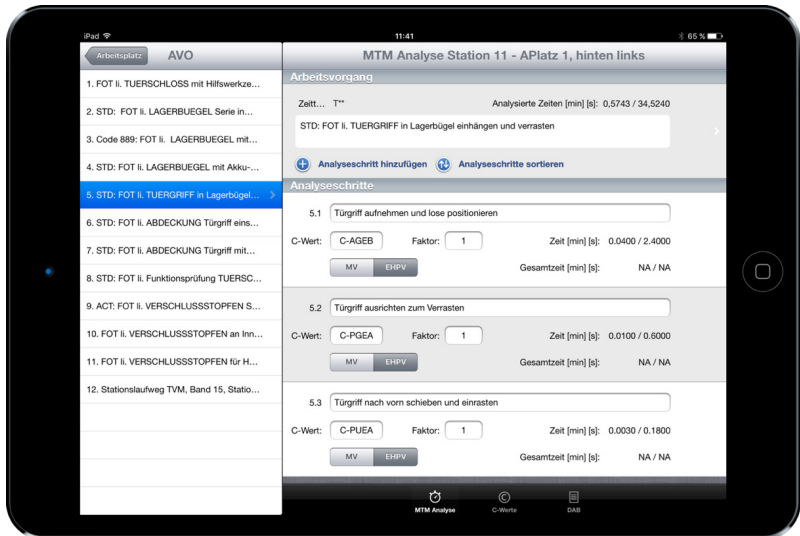 iPad 11:41 65 %
Arbeitsplatz AVO MTM Analyse Station 11 - APlatz 1, hinten links
1. FOT li. TUERSCHLOSS mit Hilfswerkze...
2. STD: FOT li. LAGERBUEGEL Serie in...
3. Code 889: FOT li. LAGERBUEGEL mit...
4. STD: FOT li. LAGERBUEGEL mit Akku-...
5. STD: FOT li. TUERGRIFF in Lagerbügel...
6. STD: FOT li. ABDECKUNG Türgriff eins...
7. STD: FOT li. ABDECKUNG Türgriff mit...
8. STD: FOT li. Funktionsprüfung TUERSC...
9. ACT: FOT li. VERSCHLUSSSTOPFEN S...
10. FOT li. VERSCHLUSSSTOPFEN an Inn...
11. FOT li. VERSCHLUSSSTOPFEN für H...
12. Stationslaufweg TVM, Band 15, Statio...
Arbeitsvorgang
Zeitt... T** Analysierte Zeiten [min] [s]: 0,5743 / 34,5240
STD: FOT li. TUERGRIFF in Lagerbügel einhängen und verrasten
Analyseschritt hinzufügen Analyseschritte sortieren
Analyseschritte
5.1 Türgriff aufnehmen und lose positionieren
C-Wert: C-AGEB Faktor: 1 Zeit [min] [s]: 0.0400 / 2.4000
MV EHPV Gesamtzeit [min] [s]: NA / NA
5.2 Türgriff ausrichten zum Verrasten
C-Wert: C-PGEA Faktor: 1 Zeit [min] [s]: 0.0100 / 0.6000
MV EHPV Gesamtzeit [min] [s]: NA / NA
5.3 Türgriff nach vorn schieben und einrasten
C-Wert: C-PUEA Faktor: 1 Zeit [min] [s]: 0.0030 / 0.1800
MV EHPV Gesamtzeit [min] [s]: NA / NA
MTM Analyse C-Werte DAB